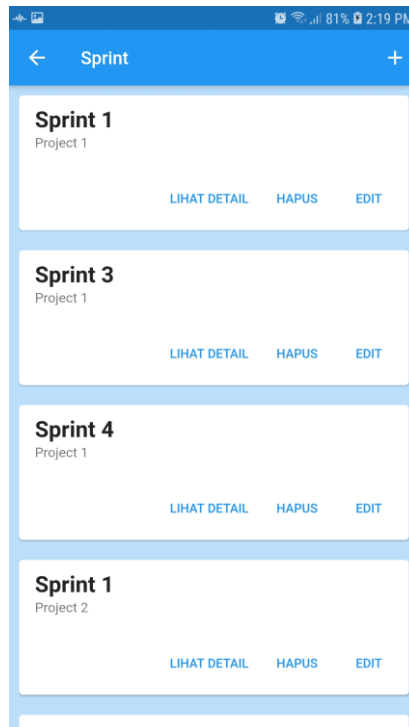 81% 2:19 PM
Sprint
Sprint 1
Project 1
LIHAT DETAIL HAPUS EDIT
Sprint 3
Project 1
LIHAT DETAIL HAPUS EDIT
Sprint 4
Project 1
LIHAT DETAIL HAPUS EDIT
Sprint 1
Project 2
LIHAT DETAIL HAPUS EDIT